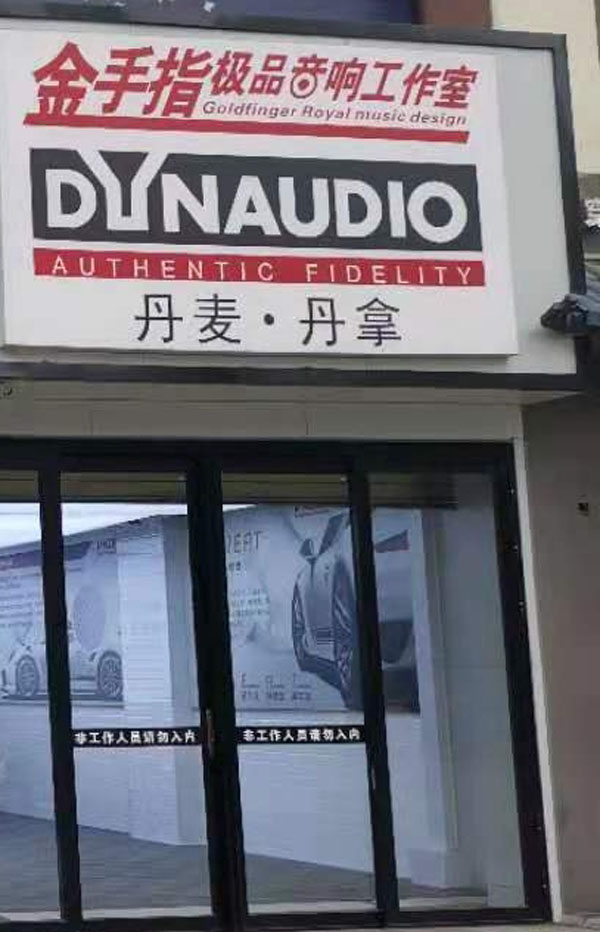 金手指极品音响工作室
Goldfinger Royal music design
DYNAUDIO
AUTHENTIC FIDELITY
丹麦·丹拿
非工作人员请勿入内
非工作人员请勿入内